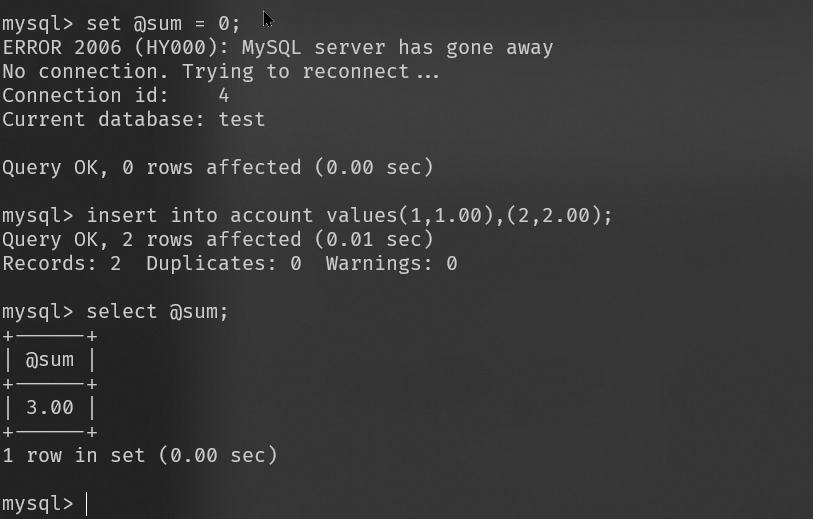 mysql> set @sum = 0;
ERROR 2006 (HY000): MySQL server has gone away
No connection. Trying to reconnect...
Connection id:    4
Current database: test

Query OK, 0 rows affected (0.00 sec)

mysql> insert into account values(1,1.00),(2,2.00);
Query OK, 2 rows affected (0.01 sec)
Records: 2  Duplicates: 0  Warnings: 0

mysql> select @sum;
+------+
| @sum |
+------+
| 3.00 |
+------+
1 row in set (0.00 sec)

mysql>